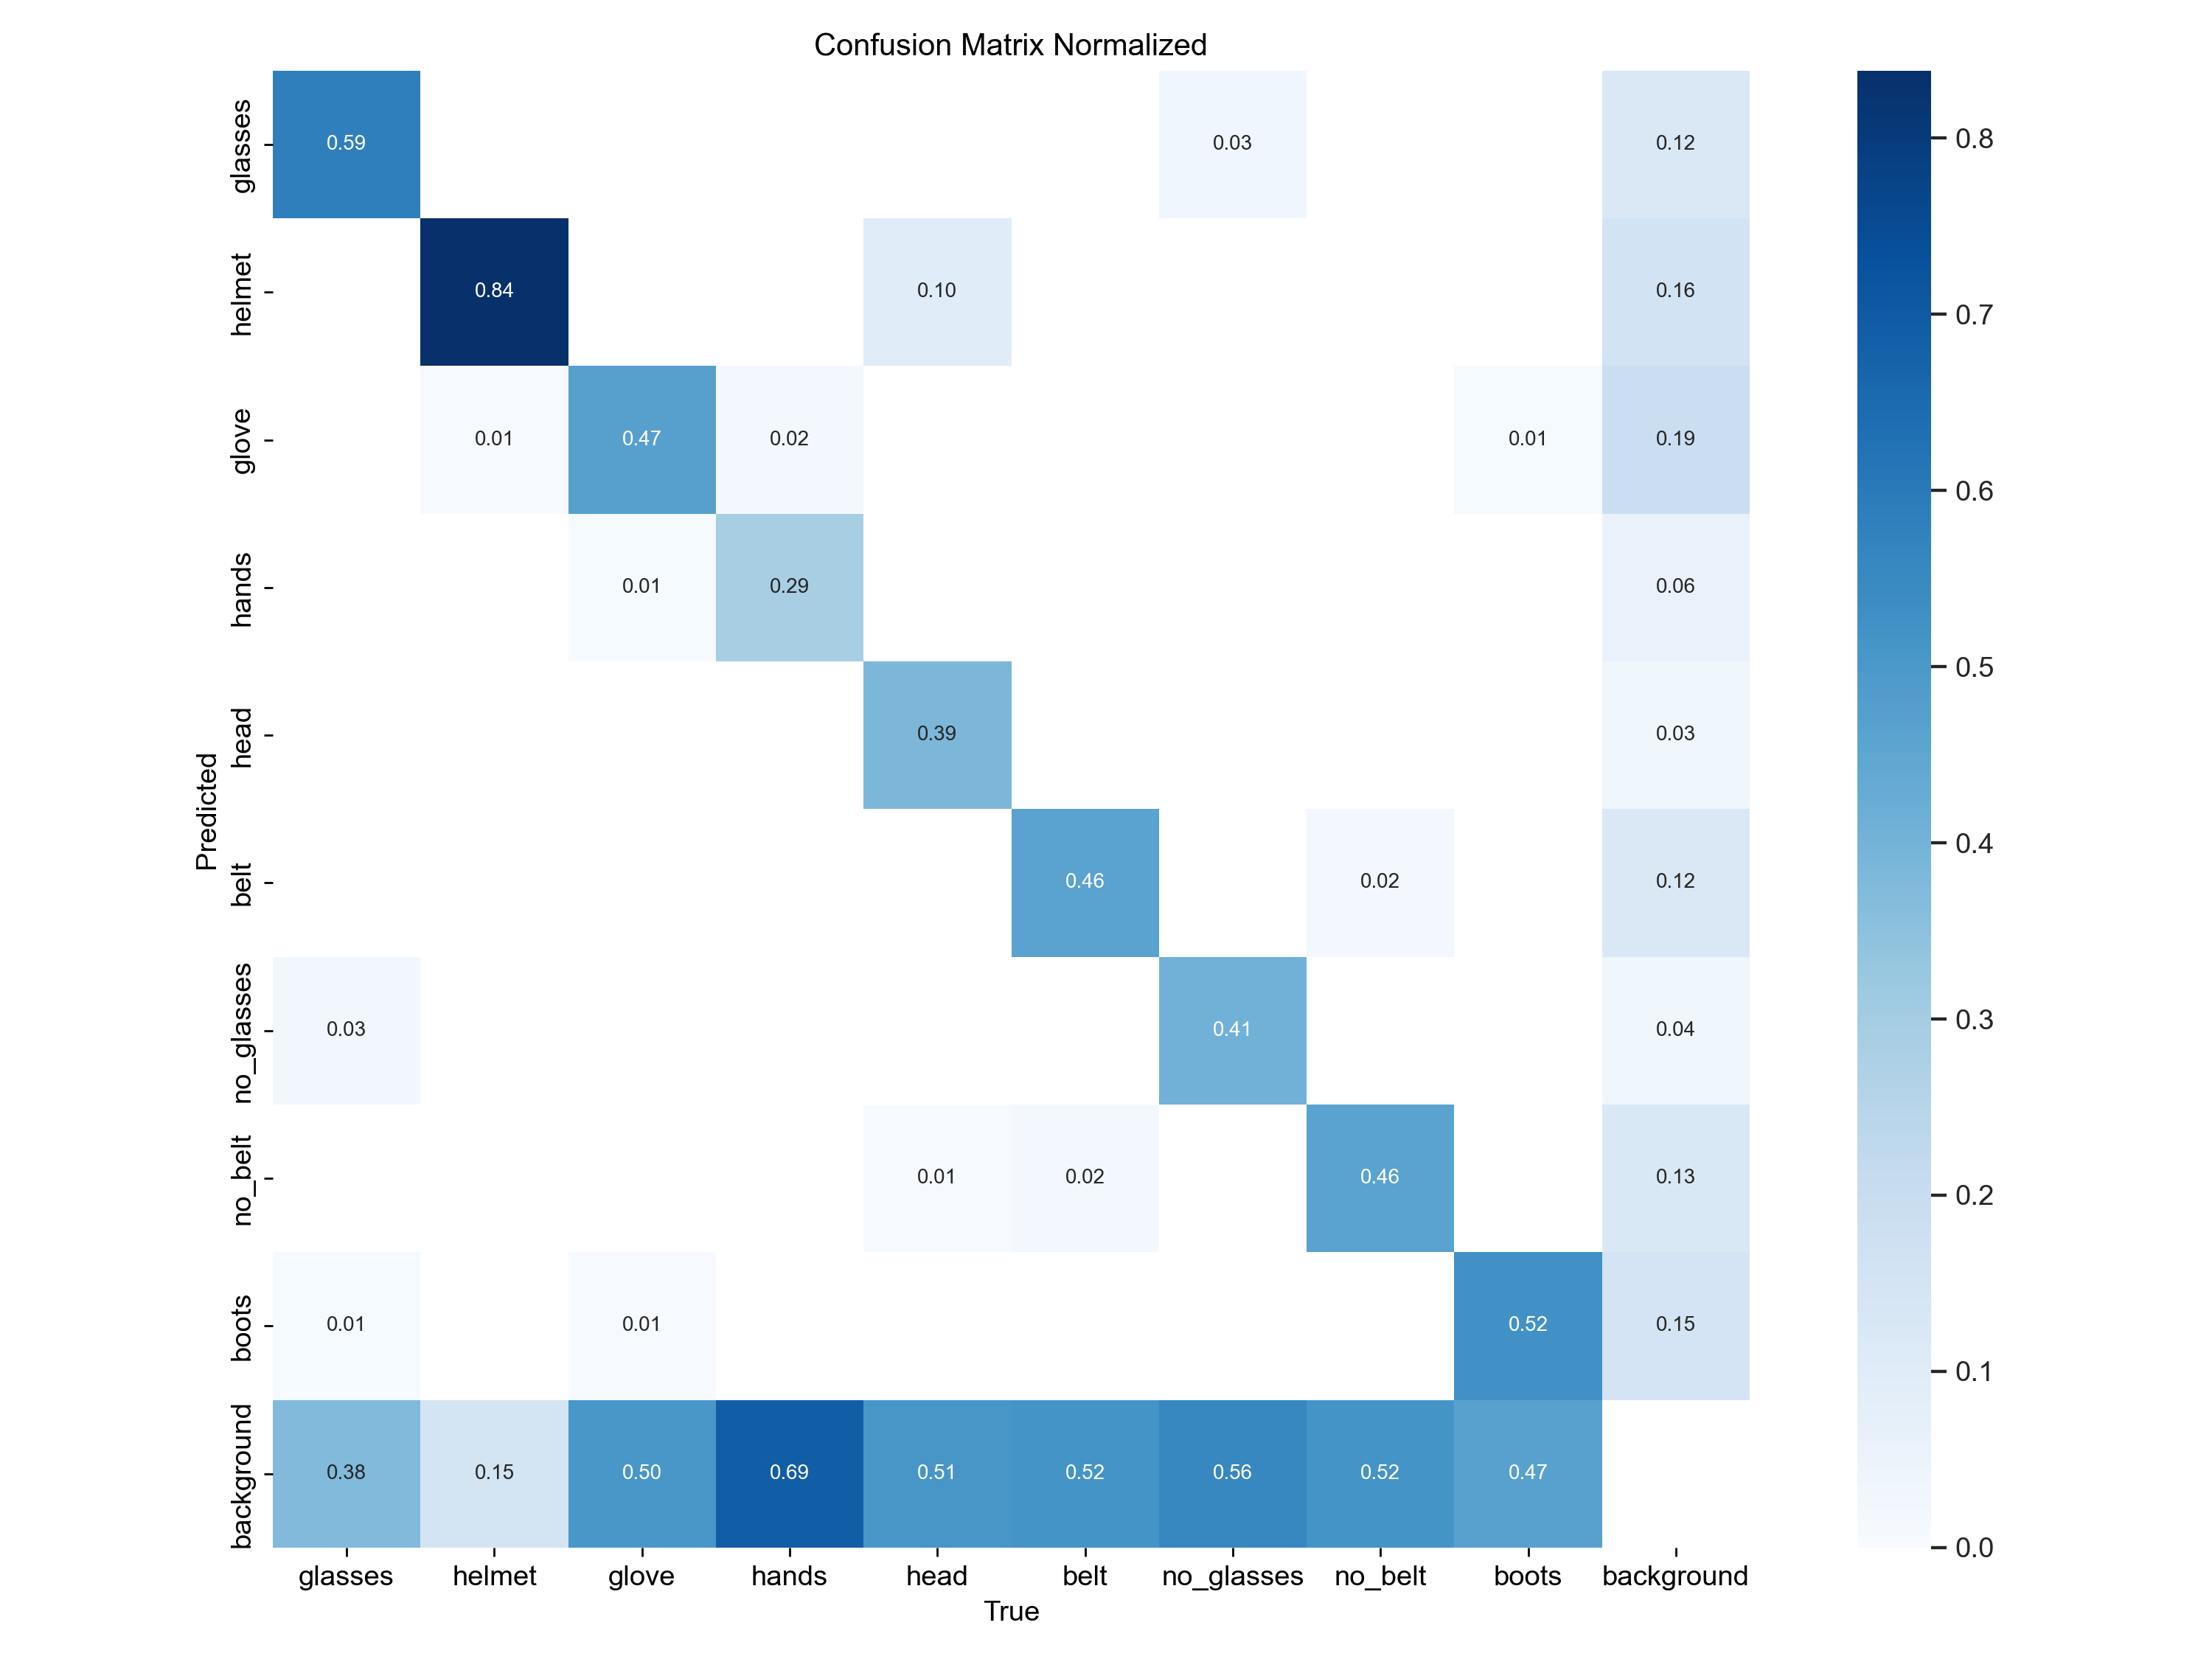 Confusion Matrix Normalized
glasses 0.59 0.03 0.12
helmet 0.84 0.10 0.16
glove 0.01 0.47 0.02 0.01 0.19
hands 0.01 0.29 0.06
head 0.39 0.03
belt 0.46 0.02 0.12
no_glasses 0.03 0.41 0.04
no_belt 0.01 0.02 0.46 0.13
boots 0.01 0.01 0.52 0.15
background 0.38 0.15 0.50 0.69 0.51 0.52 0.56 0.52 0.47
Predicted
glasses helmet glove hands head belt no_glasses no_belt boots background
True
0.8
0.7
0.6
0.5
0.4
0.3
0.2
0.1
0.0